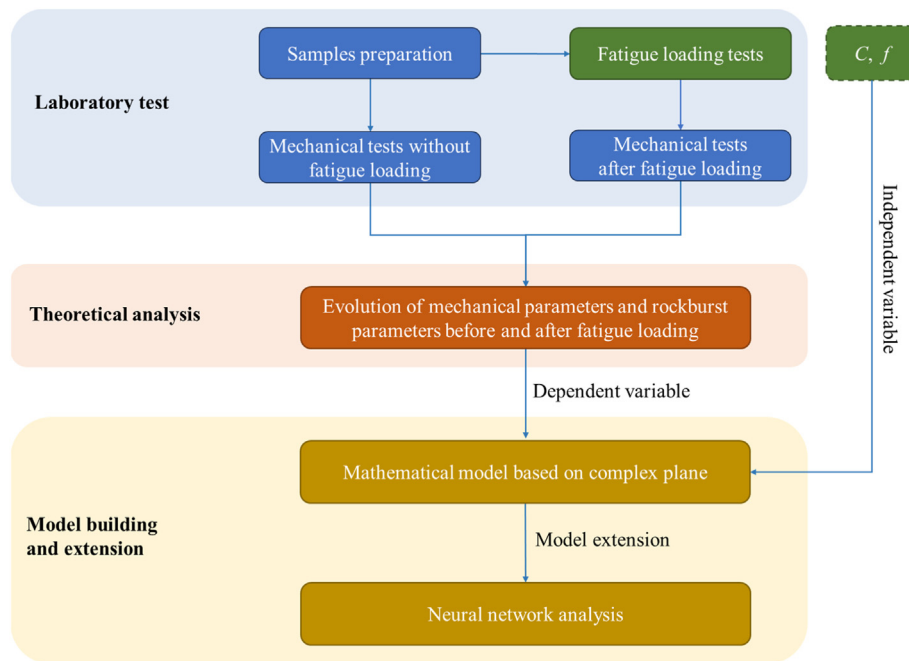 Samples preparation
Fatigue loading tests
C, f
Laboratory test
Mechanical tests without
fatigue loading
Mechanical tests
after fatigue loading
Independent variable
Theoretical analysis
Evolution of mechanical parameters and rockburst
parameters before and after fatigue loading
Dependent variable
Mathematical model based on complex plane
Model building
and extension
Model extension
Neural network analysis